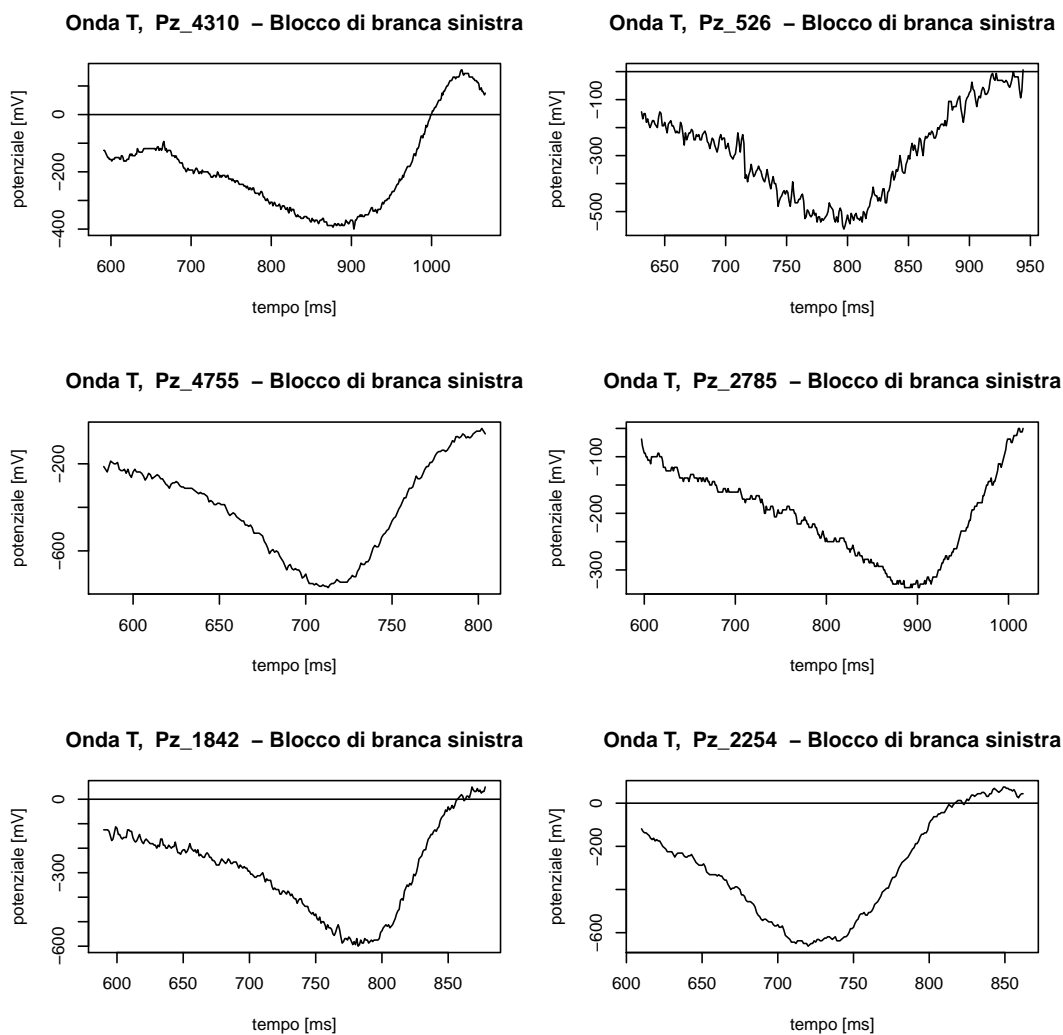 Onda T,  Pz_4310  − Blocco di branca sinistra
potenziale [mV]
0
−200
−400
600 700 800 900 1000
tempo [ms]
Onda T,  Pz_526  − Blocco di branca sinistra
potenziale [mV]
−100
−300
−500
650 700 750 800 850 900 950
tempo [ms]
Onda T,  Pz_4755  − Blocco di branca sinistra
potenziale [mV]
−200
−600
600 650 700 750 800
tempo [ms]
Onda T,  Pz_2785  − Blocco di branca sinistra
potenziale [mV]
−100
−200
−300
600 700 800 900 1000
tempo [ms]
Onda T,  Pz_1842  − Blocco di branca sinistra
potenziale [mV]
0
−300
−600
600 650 700 750 800 850
tempo [ms]
Onda T,  Pz_2254  − Blocco di branca sinistra
potenziale [mV]
0
−200
−600
600 650 700 750 800 850
tempo [ms]